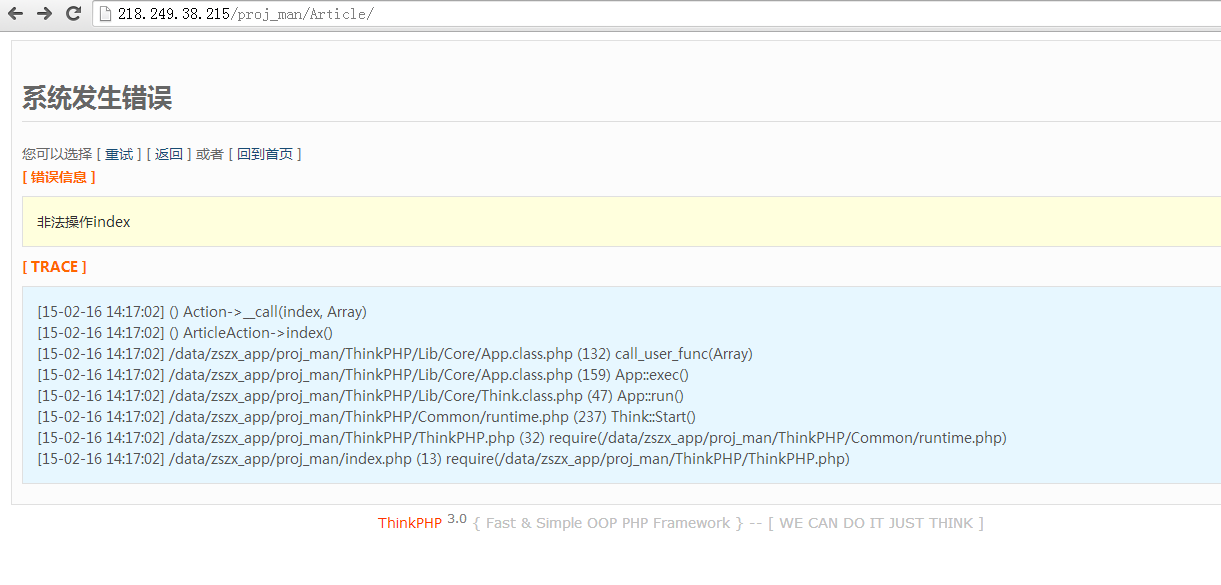 218.249.38.215/proj_man/Article/
系统发生错误
您可以选择 [ 重试 ] [ 返回 ] 或者 [ 回到首页 ]
[ 错误信息 ]
非法操作index
[ TRACE ]
[15-02-16 14:17:02] () Action->__call(index, Array)
[15-02-16 14:17:02] () ArticleAction->index()
[15-02-16 14:17:02] /data/zszx_app/proj_man/ThinkPHP/Lib/Core/App.class.php (132) call_user_func(Array)
[15-02-16 14:17:02] /data/zszx_app/proj_man/ThinkPHP/Lib/Core/App.class.php (159) App::exec()
[15-02-16 14:17:02] /data/zszx_app/proj_man/ThinkPHP/Lib/Core/Think.class.php (47) App::run()
[15-02-16 14:17:02] /data/zszx_app/proj_man/ThinkPHP/Common/runtime.php (237) Think::Start()
[15-02-16 14:17:02] /data/zszx_app/proj_man/ThinkPHP/ThinkPHP.php (32) require(/data/zszx_app/proj_man/ThinkPHP/Common/runtime.php)
[15-02-16 14:17:02] /data/zszx_app/proj_man/index.php (13) require(/data/zszx_app/proj_man/ThinkPHP/ThinkPHP.php)
ThinkPHP 3.0 { Fast & Simple OOP PHP Framework } -- [ WE CAN DO IT JUST THINK ]